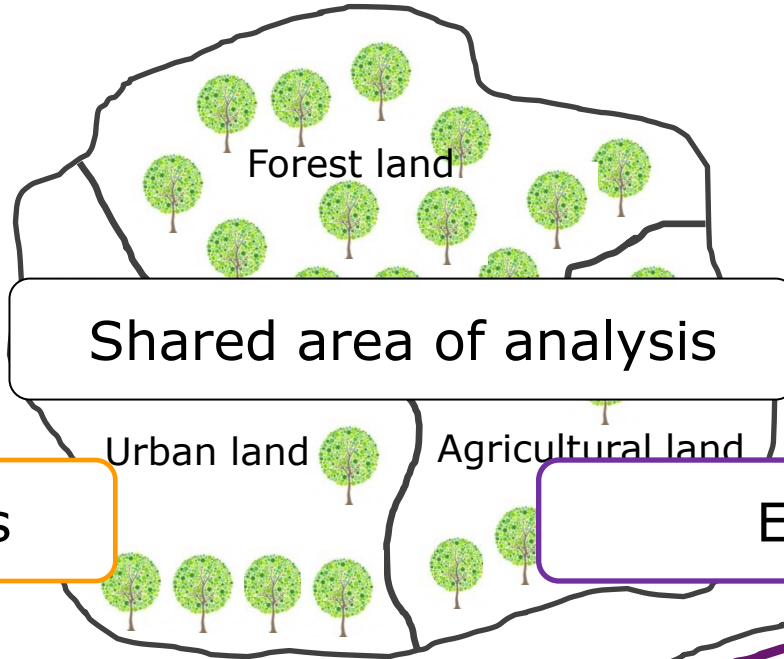 Forest land
Shared area of analysis
Urban land
Agricultural land
s
E